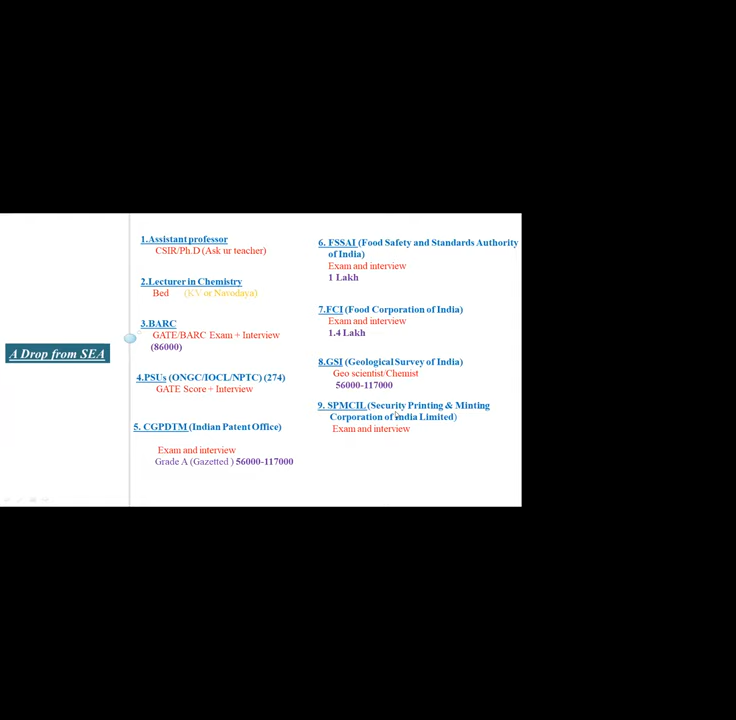 A Drop from SEA
1.Assistant professor
CSIR/Ph.D (Ask ur teacher)
2.Lecturer in Chemistry
Bed (KV or Navodaya)
3.BARC
GATE/BARC Exam + Interview
(86000)
4.PSUs (ONGC/IOCL/NPTC) (274)
GATE Score + Interview
5. CGPDTM (Indian Patent Office)
Exam and interview
Grade A (Gazetted ) 56000-117000
6. FSSAI (Food Safety and Standards Authority
of India)
Exam and interview
1 Lakh
7.FCI (Food Corporation of India)
Exam and interview
1.4 Lakh
8.GSI (Geological Survey of India)
Geo scientist/Chemist
56000-117000
9. SPMCIL (Security Printing & Minting
Corporation of India Limited)
Exam and interview